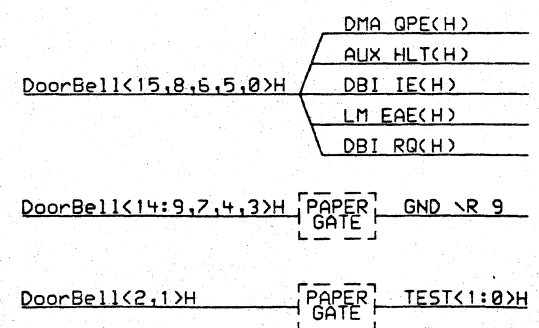 DMA QPE(H)
AUX HLT(H)
DoorBell<15,8,6,5,0>H DBI IE(H)
LM EAE(H)
DBI RQ(H)
DoorBell<14:9,7,4,3>H PAPER GATE GND \R 9
DoorBell<2,1>H PAPER GATE TEST<1:0>H